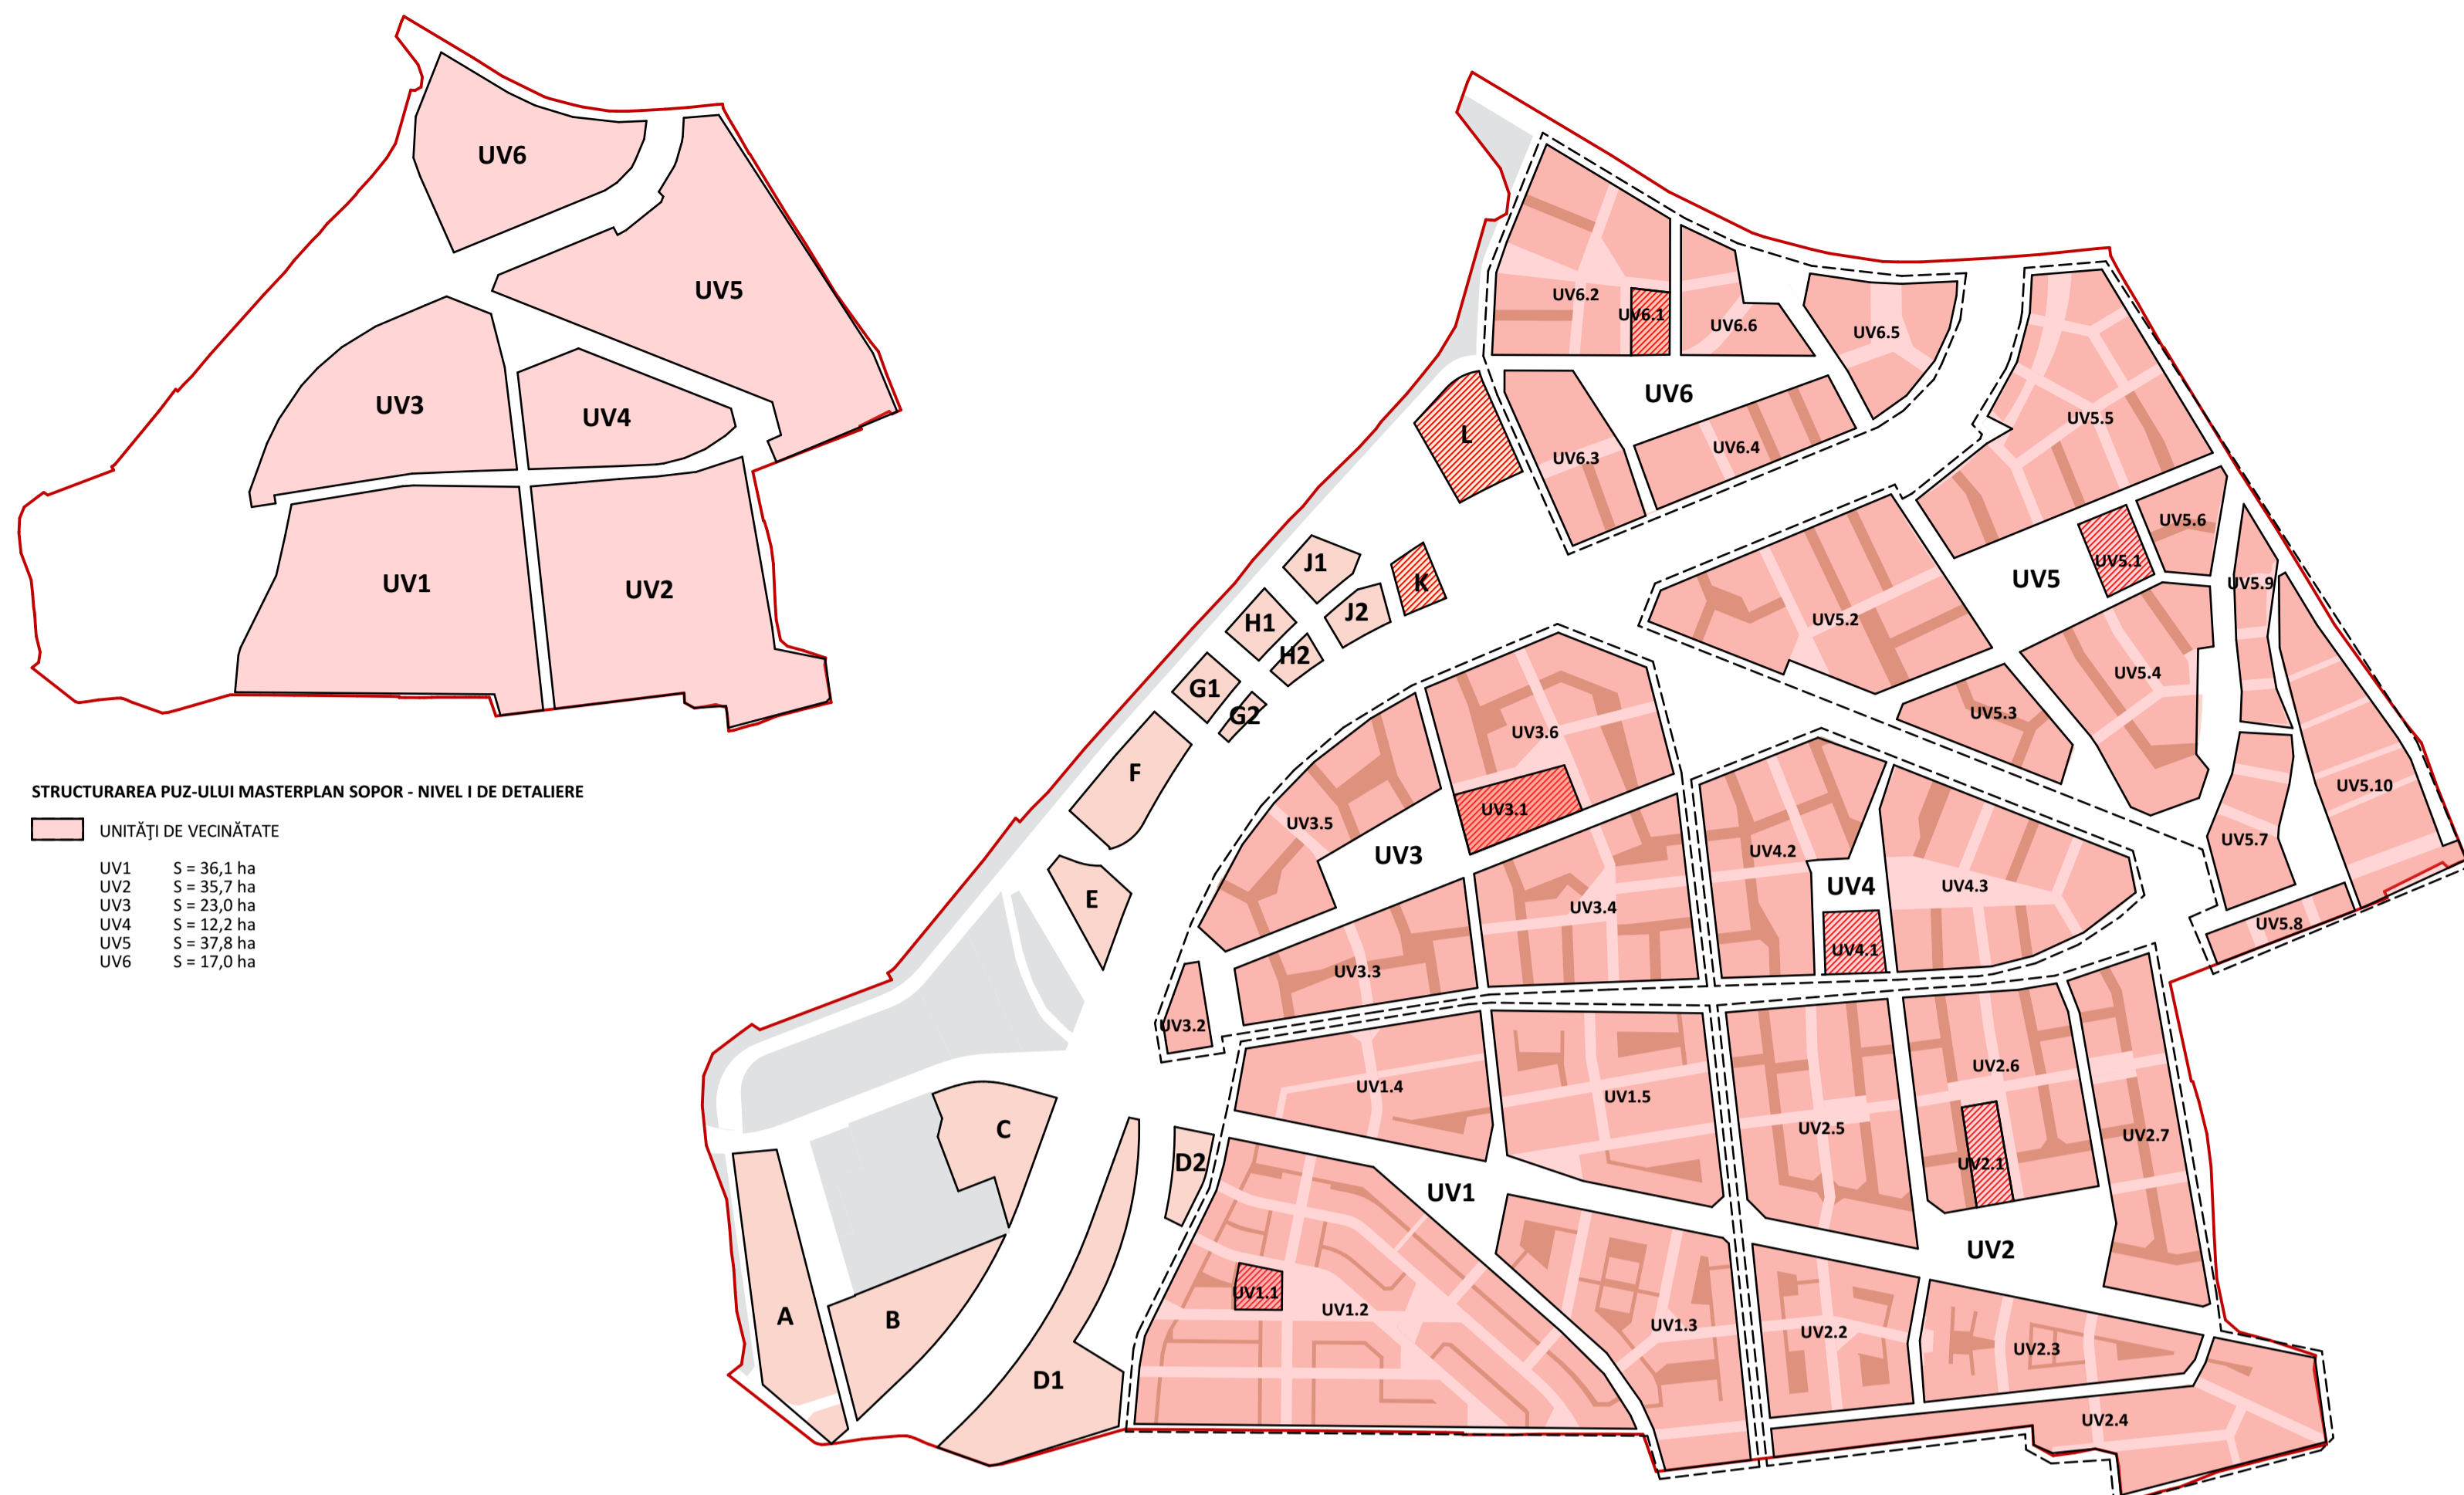 UV6
UV5
UV3
UV4
UV1
UV2
STRUCTURAREA PUZ-ULUI MASTERPLAN SOPOR - NIVEL I DE DETALIERE
UNITĂŢI DE VECINĂTATE
UV1 S = 36,1 ha
UV2 S = 35,7 ha
UV3 S = 23,0 ha
UV4 S = 12,2 ha
UV5 S = 37,8 ha
UV6 S = 17,0 ha
UV6.2
UV6.1
UV6.6
UV6.5
UV6
UV6.3
UV6.4
L
UV5.5
UV5.6
UV5.1
UV5
UV5.9
UV5.2
UV5.4
UV5.3
UV5.10
UV5.7
UV5.8
J1
K
J2
H1
H2
G1
G2
F
E
UV3.6
UV3.1
UV3.5
UV3
UV3.4
UV3.3
UV3.2
UV4.2
UV4
UV4.3
UV4.1
C
D2
A
B
D1
UV1.4
UV1.5
UV1
UV1.1
UV1.2
UV1.3
UV2.6
UV2.5
UV2.7
UV2.1
UV2
UV2.2
UV2.3
UV2.4